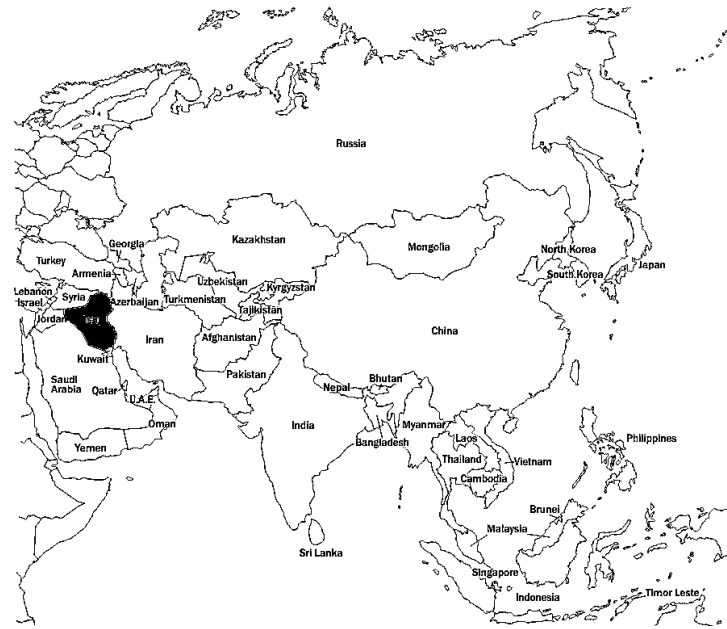 Russia
Georgia
Kazakhstan
Mongolia
North Korea
Turkey
Armenia
Uzbekistan
Kyrgyzstan
South Korea
Japan
Lebanon
Israel
Syria
Azerbaijan
Turkmenistan
Tajikistan
Jordan
Iran
Afghanistan
China
Kuwait
Pakistan
Saudi
Arabia
Qatar
U.A.E.
Nepal
Bhutan
Oman
India
Myanmar
Bangladesh
Laos
Philippines
Yemen
Thailand
Vietnam
Cambodia
Brunei
Malaysia
Sri Lanka
Singapore
Indonesia
Timor Leste